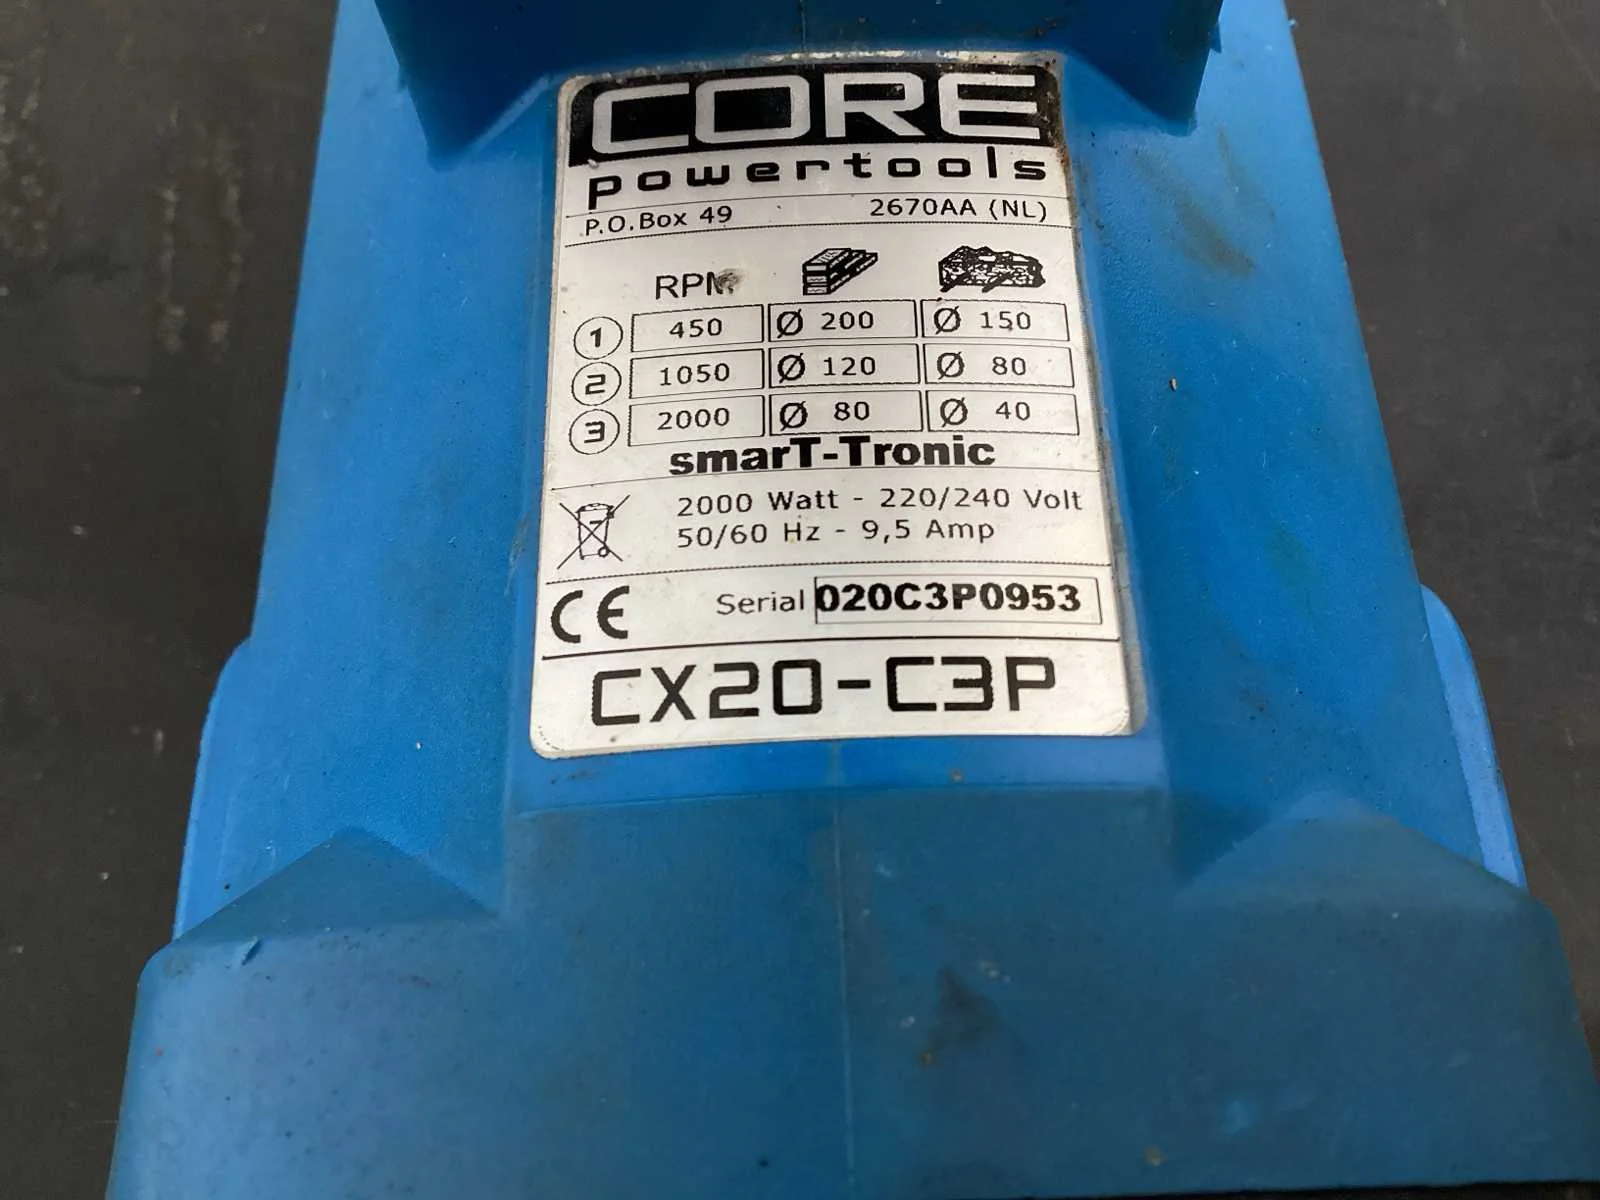 CORE
powertools
P.O.Box 49 2670AA (NL)
RPM
1 450 Ø 200 Ø 150
2 1050 Ø 120 Ø 80
3 2000 Ø 80 Ø 40
smarT-Tronic
2000 Watt - 220/240 Volt
50/60 Hz - 9,5 Amp
CE Serial 020C3P0953
CX20-C3P